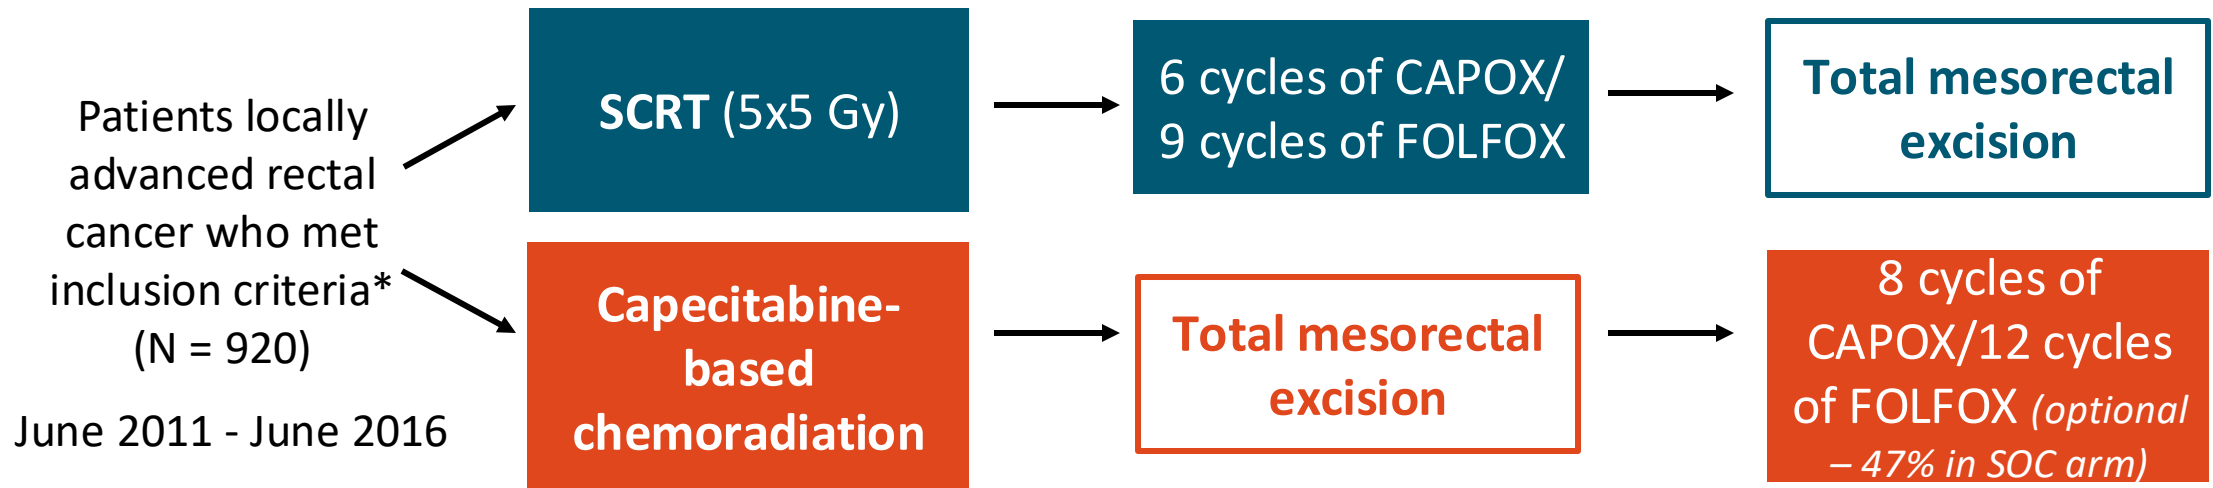 Patients locally
advanced rectal
cancer who met
inclusion criteria*
(N = 920)
June 2011 - June 2016
SCRT (5x5 Gy)
6 cycles of CAPOX/
9 cycles of FOLFOX
Total mesorectal
excision
Capecitabine-
based
chemoradiation
Total mesorectal
excision
8 cycles of
CAPOX/12 cycles
of FOLFOX (optional
– 47% in SOC arm)